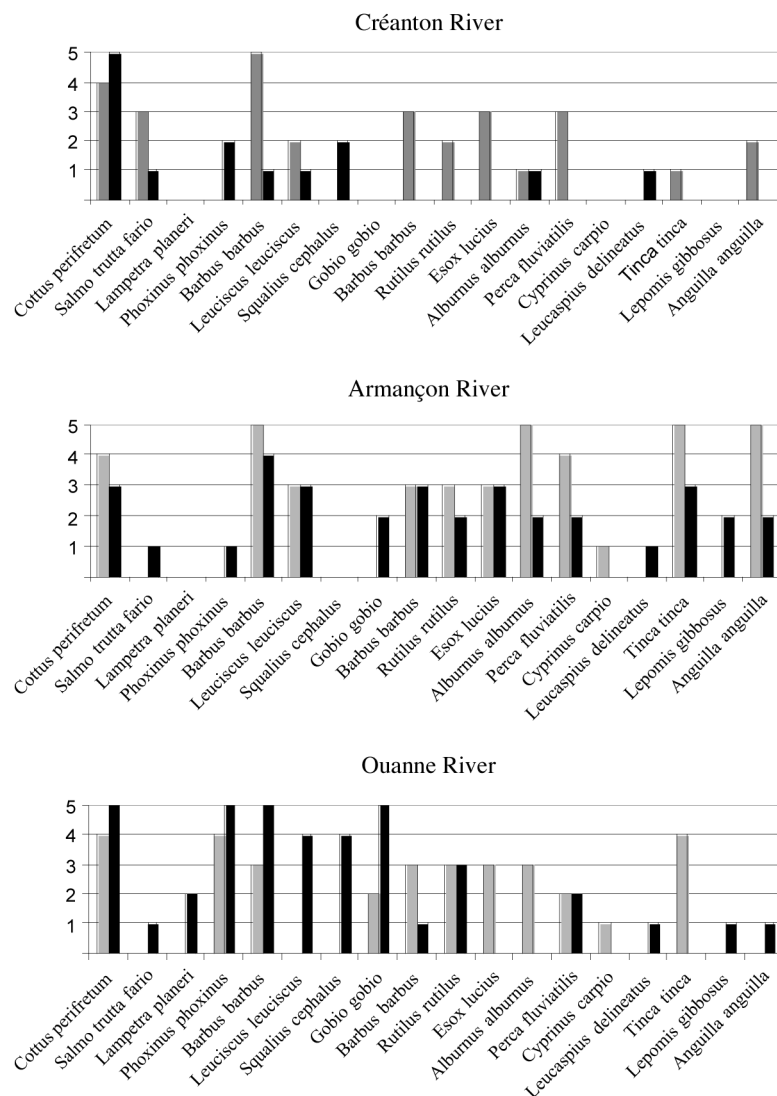 Créanton River
5
4
3
2
1
Cottus perifretum
Salmo trutta fario
Lampetra planeri
Phoxinus phoxinus
Barbus barbus
Leuciscus leuciscus
Squalius cephalus
Gobio gobio
Barbus barbus
Rutilus rutilus
Esox lucius
Alburnus alburnus
Perca fluviatilis
Cyprinus carpio
Leucaspius delineatus
Tinca tinca
Lepomis gibbosus
Anguilla anguilla
Armançon River
5
4
3
2
1
Cottus perifretum
Salmo trutta fario
Lampetra planeri
Phoxinus phoxinus
Barbus barbus
Leuciscus leuciscus
Squalius cephalus
Gobio gobio
Barbus barbus
Rutilus rutilus
Esox lucius
Alburnus alburnus
Perca fluviatilis
Cyprinus carpio
Leucaspius delineatus
Tinca tinca
Lepomis gibbosus
Anguilla anguilla
Ouanne River
5
4
3
2
1
Cottus perifretum
Salmo trutta fario
Lampetra planeri
Phoxinus phoxinus
Barbus barbus
Leuciscus leuciscus
Squalius cephalus
Gobio gobio
Barbus barbus
Rutilus rutilus
Esox lucius
Alburnus alburnus
Perca fluviatilis
Cyprinus carpio
Leucaspius delineatus
Tinca tinca
Lepomis gibbosus
Anguilla anguilla